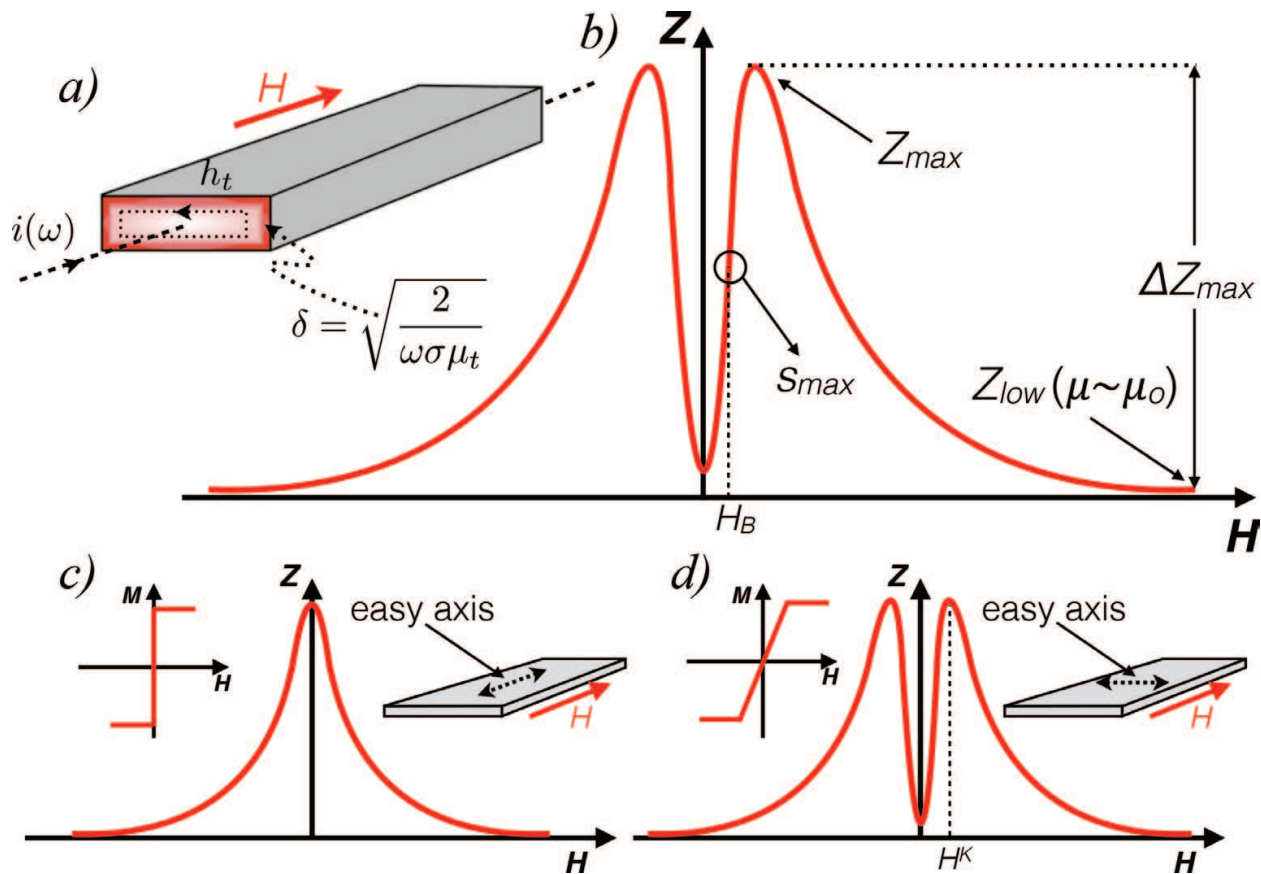 a)
H
h_t
i(ω)
δ = √(2/(ωσμ_t))
b)
Z
Z_max
S_max
ΔZ_max
Z_low (μ~μ_o)
H_B
H
c)
M
H
Z
easy axis
H
H
d)
M
H
Z
easy axis
H
H^K
H